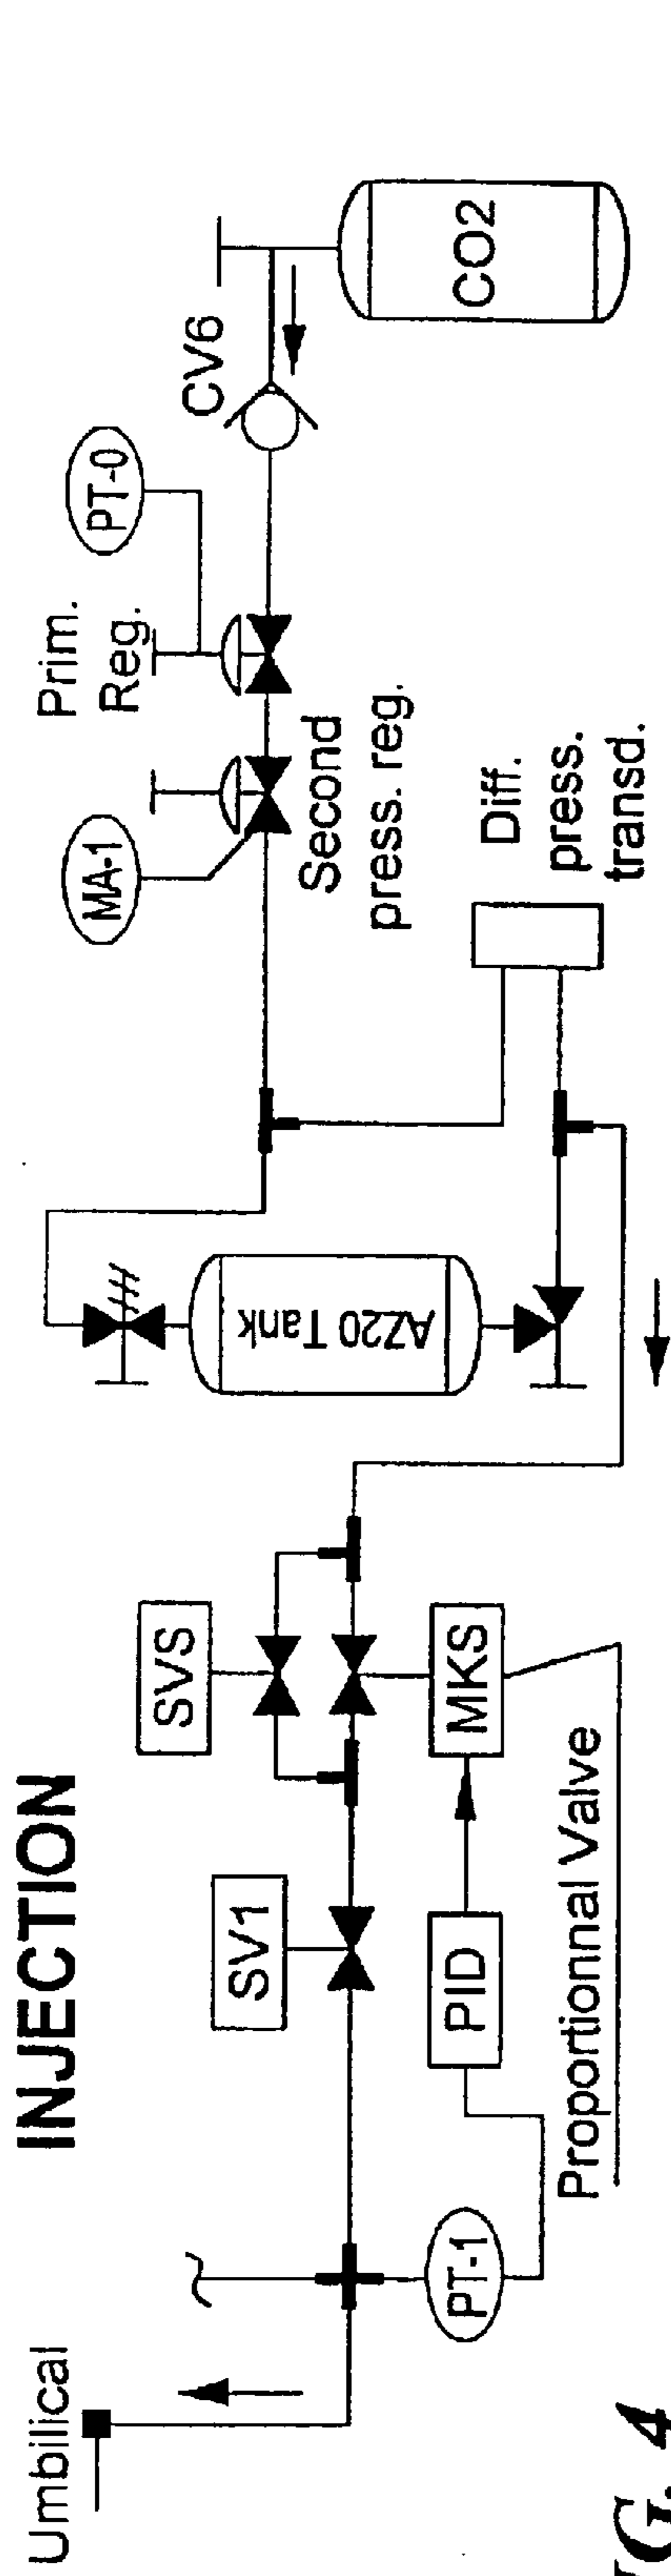 INJECTION
Umbilical
SV1
SVS
PT-1
PID
MKS
Proportionnal Valve
AZ20 Tank
MA-1
Prim.
Reg.
PT-0
CV6
Second
press. reg.
Diff.
press.
transd.
CO2
4